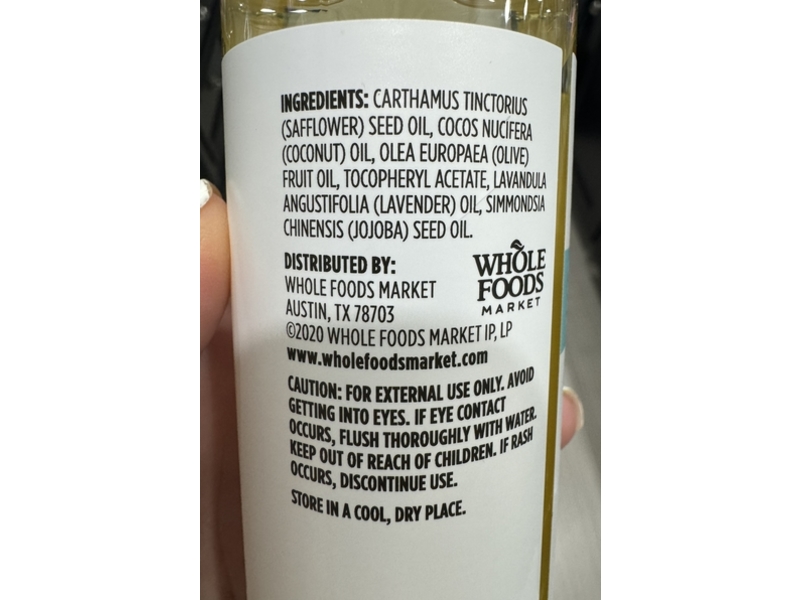 INGREDIENTS: CARTHAMUS TINCTORIUS
(SAFFLOWER) SEED OIL, COCOS NUCIFERA
(COCONUT) OIL, OLEA EUROPAEA (OLIVE)
FRUIT OIL, TOCOPHERYL ACETATE, LAVANDULA
ANGUSTIFOLIA (LAVENDER) OIL, SIMMONDSIA
CHINENSIS (JOJOBA) SEED OIL.
DISTRIBUTED BY:
WHOLE FOODS MARKET
AUSTIN, TX 78703
©2020 WHOLE FOODS MARKET IP, LP
www.wholefoodsmarket.com
WHOLE
FOODS
MARKET
CAUTION: FOR EXTERNAL USE ONLY. AVOID
GETTING INTO EYES. IF EYE CONTACT
OCCURS, FLUSH THOROUGHLY WITH WATER.
KEEP OUT OF REACH OF CHILDREN. IF RASH
OCCURS, DISCONTINUE USE.
STORE IN A COOL, DRY PLACE.